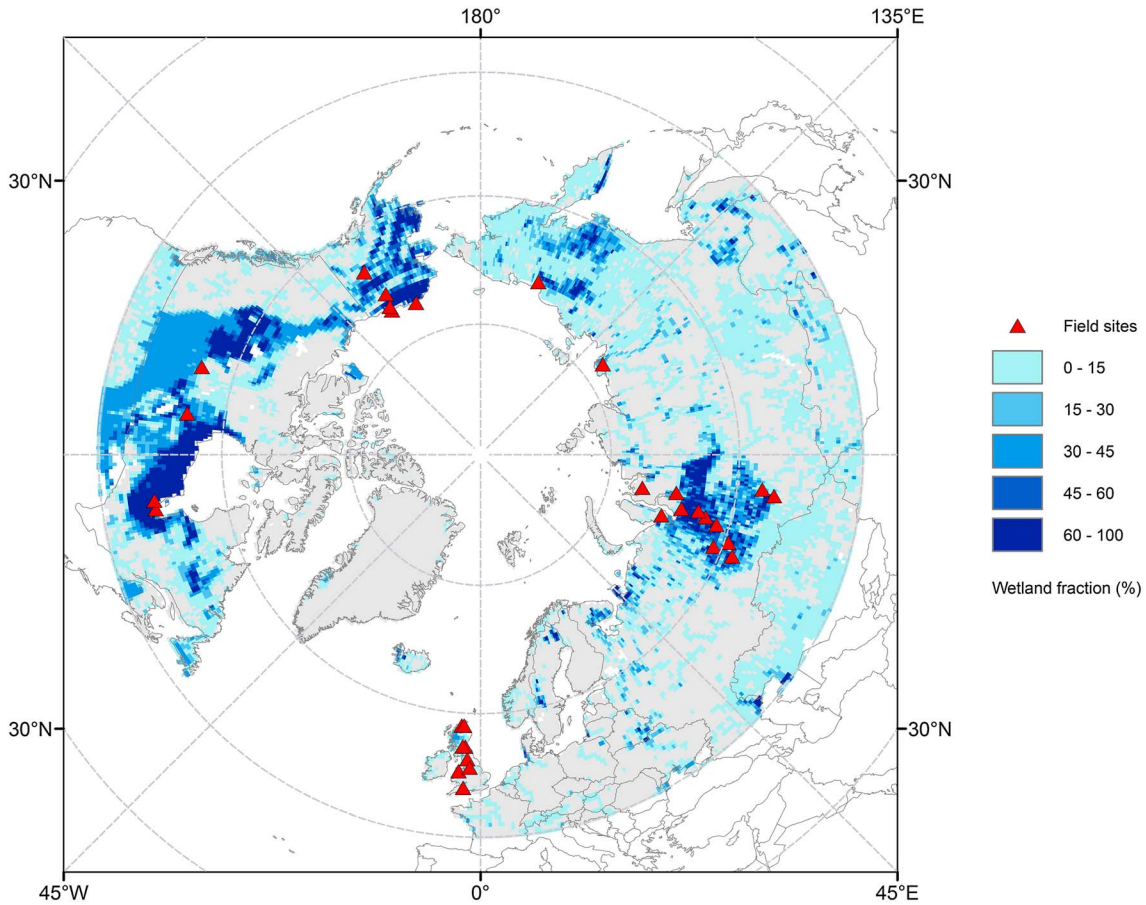 180°
135°E
30°N
30°N
Field sites
0 - 15
15 - 30
30 - 45
45 - 60
60 - 100
Wetland fraction (%)
30°N
30°N
45°W
0°
45°E